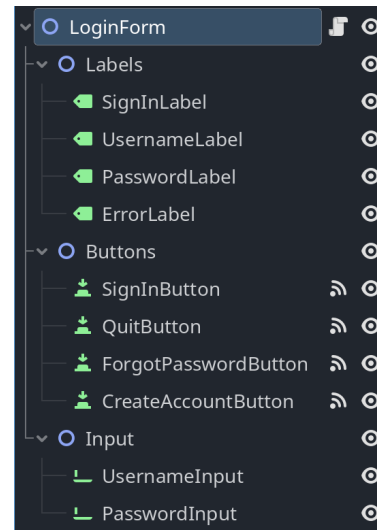 LoginForm
Labels
SignInLabel
UsernameLabel
PasswordLabel
ErrorLabel
Buttons
SignInButton
QuitButton
ForgotPasswordButton
CreateAccountButton
Input
UsernameInput
PasswordInput